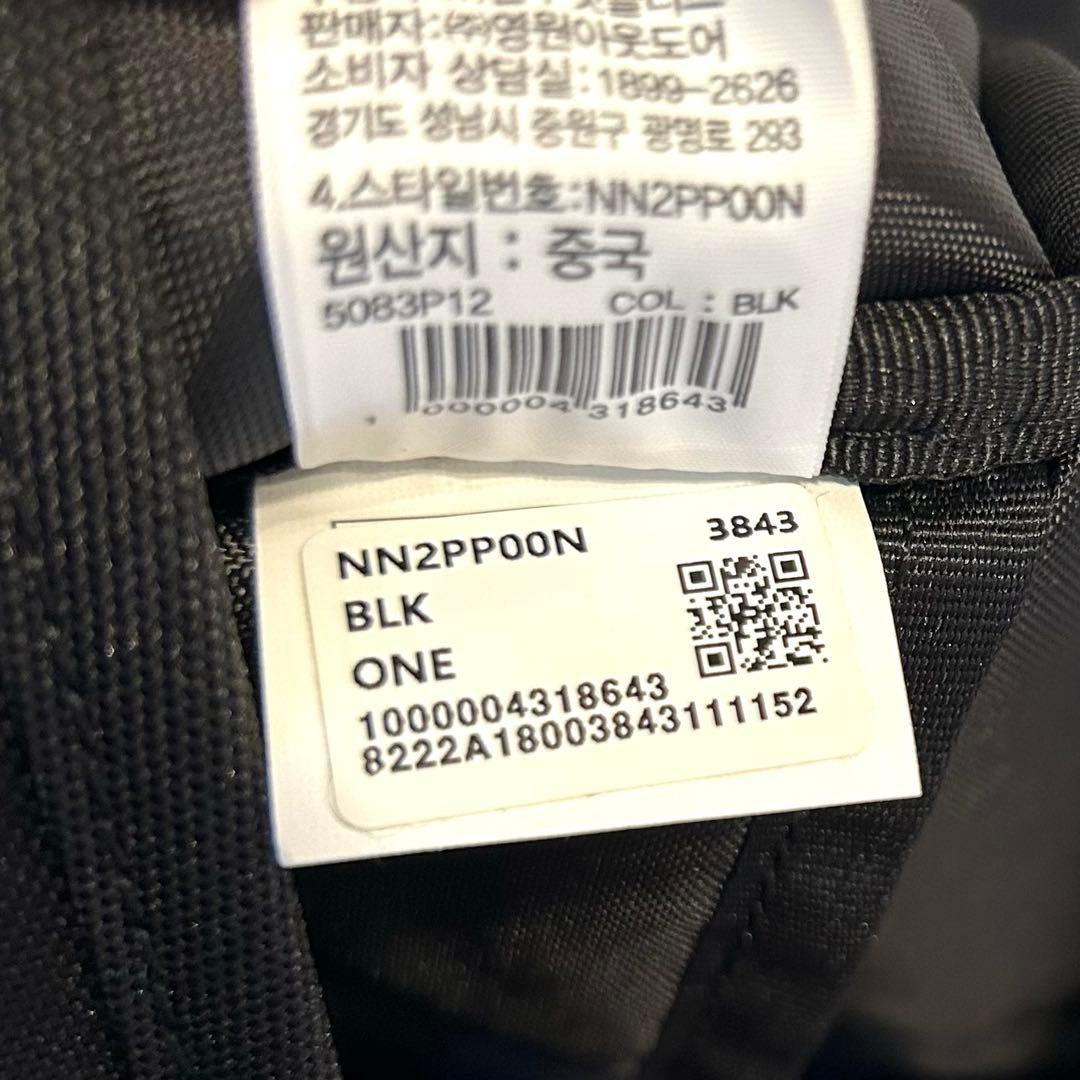 판매자:㈜영원아웃도어
소비자 상담실:1899-2626
경기도 성남시 중원구 광명로 293
4.스타일번호:NN2PP00N
원산지 : 중국
5083P12 COL : BLK
000004 318643
NN2PP00N 3843
BLK
ONE
1000004318643
8222A18003843111152